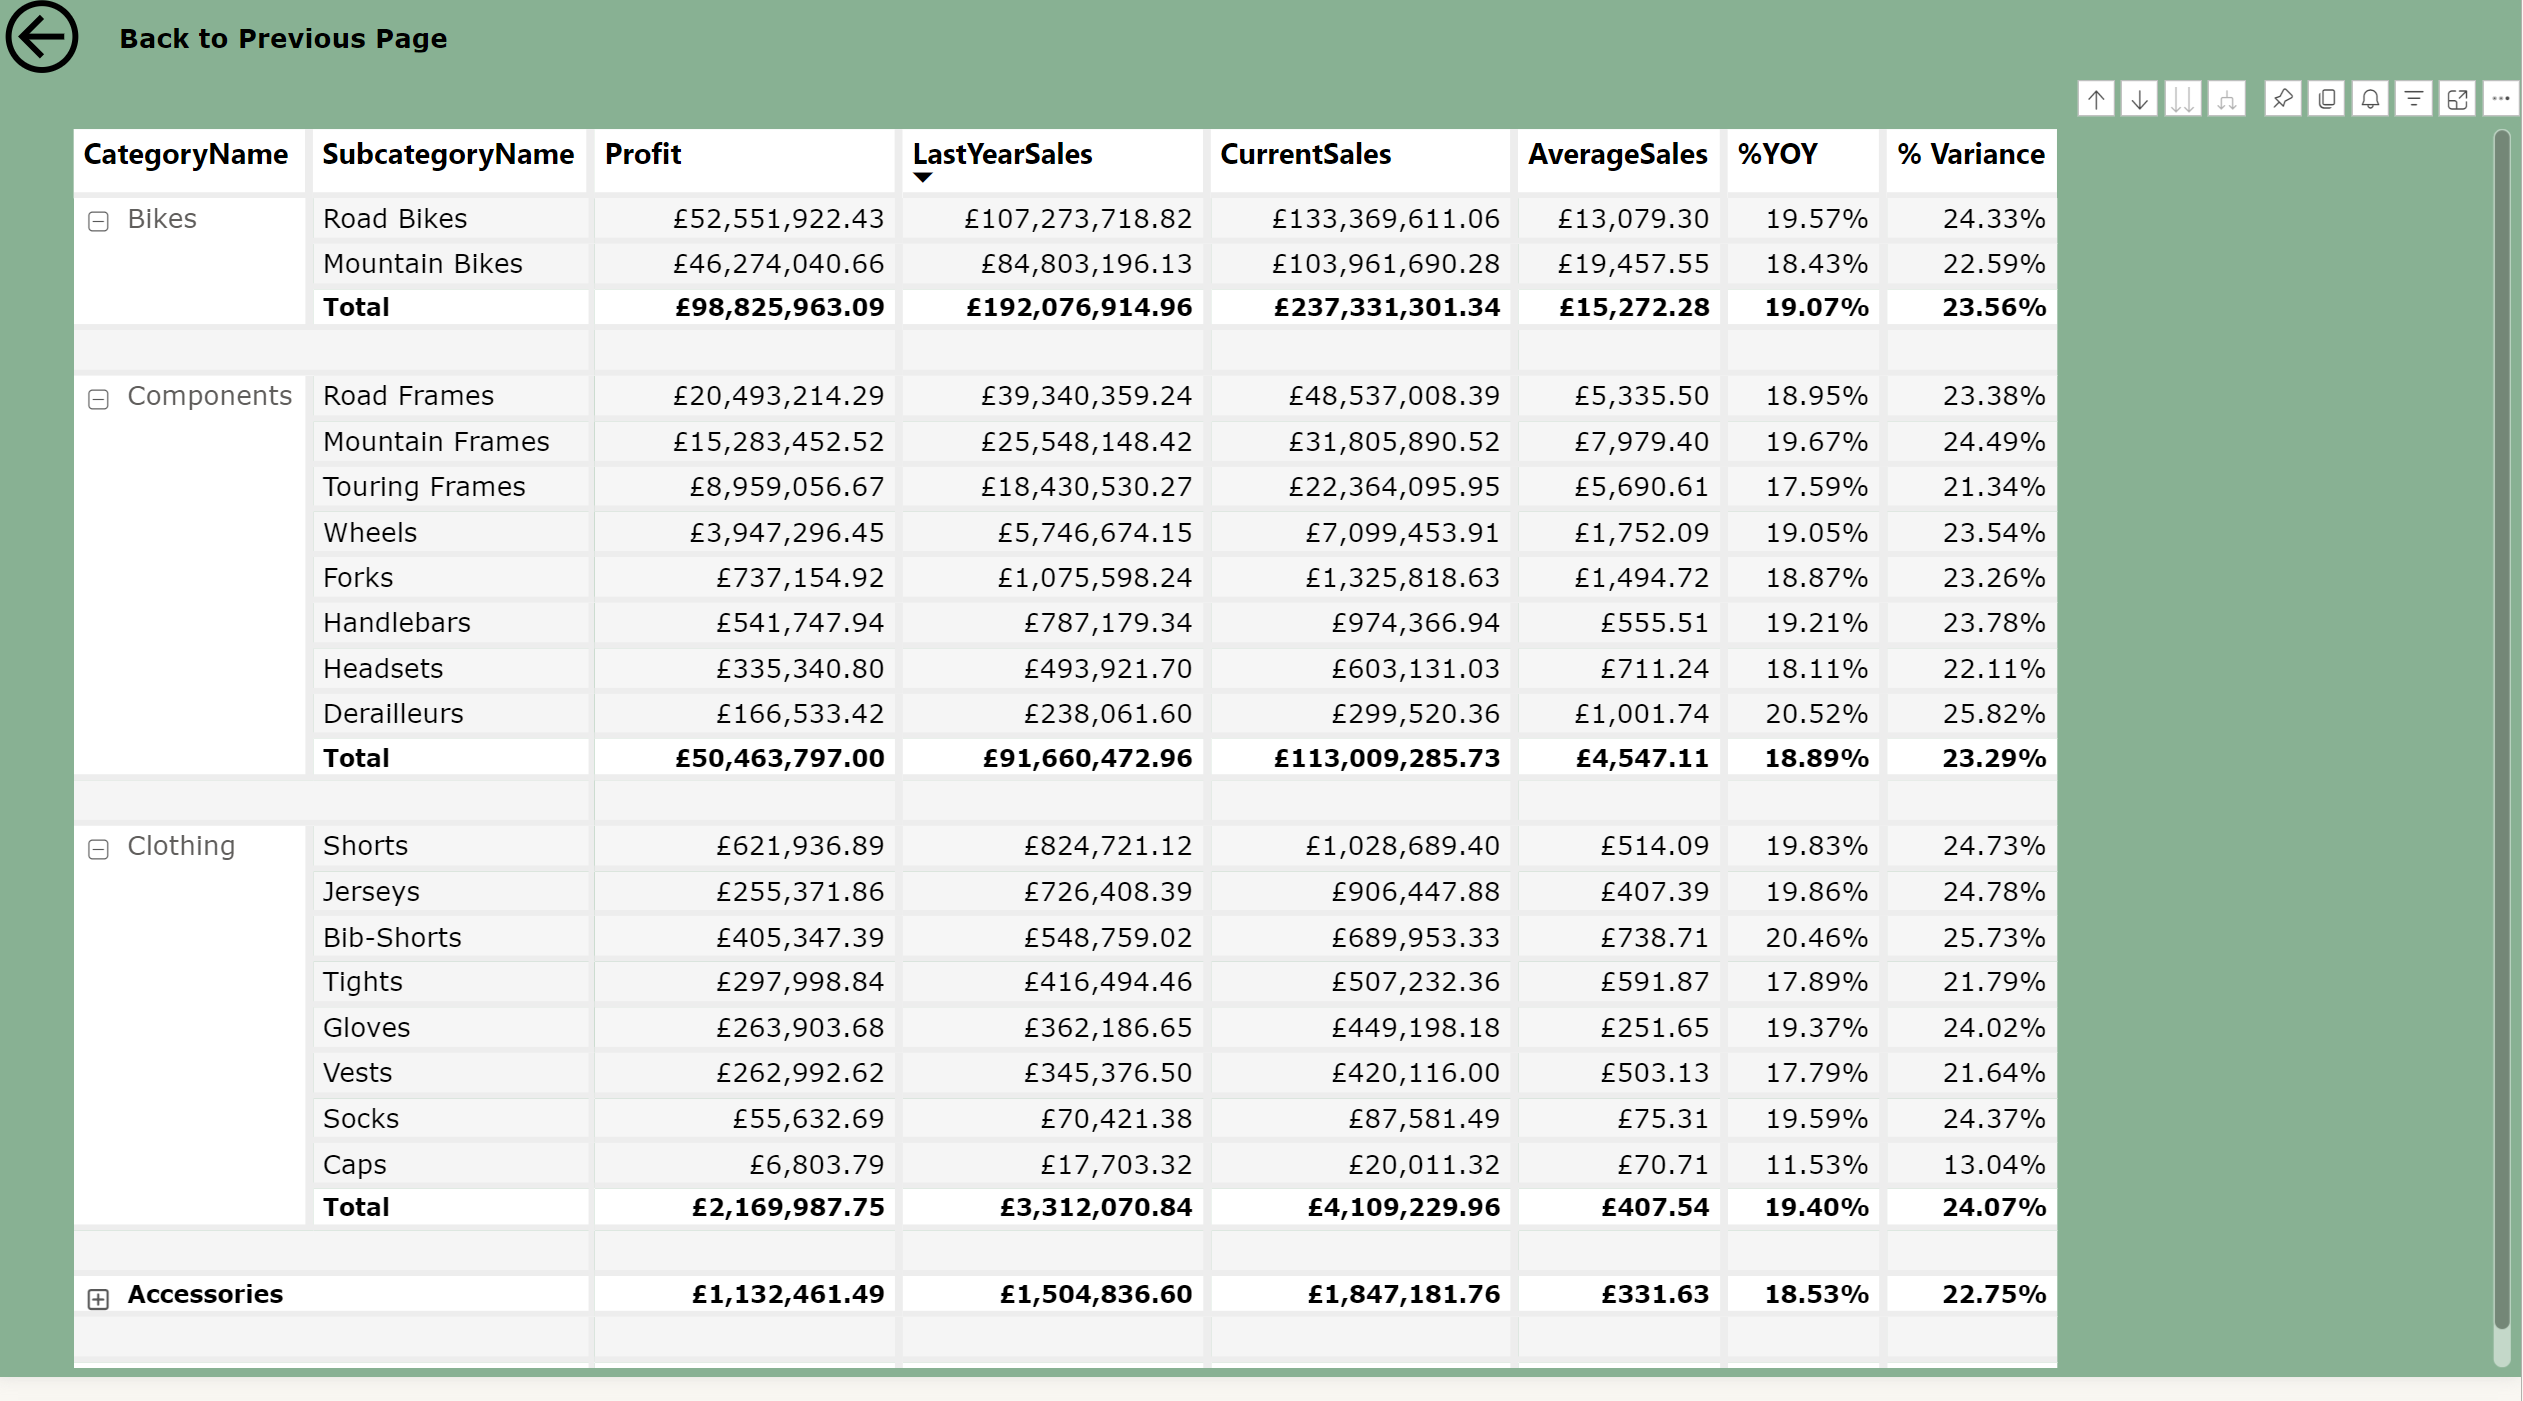 Back to Previous Page
CategoryName SubcategoryName Profit LastYearSales CurrentSales AverageSales %YOY % Variance
Bikes Road Bikes £52,551,922.43 £107,273,718.82 £133,369,611.06 £13,079.30 19.57% 24.33%
Mountain Bikes £46,274,040.66 £84,803,196.13 £103,961,690.28 £19,457.55 18.43% 22.59%
Total £98,825,963.09 £192,076,914.96 £237,331,301.34 £15,272.28 19.07% 23.56%
Components Road Frames £20,493,214.29 £39,340,359.24 £48,537,008.39 £5,335.50 18.95% 23.38%
Mountain Frames £15,283,452.52 £25,548,148.42 £31,805,890.52 £7,979.40 19.67% 24.49%
Touring Frames £8,959,056.67 £18,430,530.27 £22,364,095.95 £5,690.61 17.59% 21.34%
Wheels £3,947,296.45 £5,746,674.15 £7,099,453.91 £1,752.09 19.05% 23.54%
Forks £737,154.92 £1,075,598.24 £1,325,818.63 £1,494.72 18.87% 23.26%
Handlebars £541,747.94 £787,179.34 £974,366.94 £555.51 19.21% 23.78%
Headsets £335,340.80 £493,921.70 £603,131.03 £711.24 18.11% 22.11%
Derailleurs £166,533.42 £238,061.60 £299,520.36 £1,001.74 20.52% 25.82%
Total £50,463,797.00 £91,660,472.96 £113,009,285.73 £4,547.11 18.89% 23.29%
Clothing Shorts £621,936.89 £824,721.12 £1,028,689.40 £514.09 19.83% 24.73%
Jerseys £255,371.86 £726,408.39 £906,447.88 £407.39 19.86% 24.78%
Bib-Shorts £405,347.39 £548,759.02 £689,953.33 £738.71 20.46% 25.73%
Tights £297,998.84 £416,494.46 £507,232.36 £591.87 17.89% 21.79%
Gloves £263,903.68 £362,186.65 £449,198.18 £251.65 19.37% 24.02%
Vests £262,992.62 £345,376.50 £420,116.00 £503.13 17.79% 21.64%
Socks £55,632.69 £70,421.38 £87,581.49 £75.31 19.59% 24.37%
Caps £6,803.79 £17,703.32 £20,011.32 £70.71 11.53% 13.04%
Total £2,169,987.75 £3,312,070.84 £4,109,229.96 £407.54 19.40% 24.07%
Accessories £1,132,461.49 £1,504,836.60 £1,847,181.76 £331.63 18.53% 22.75%